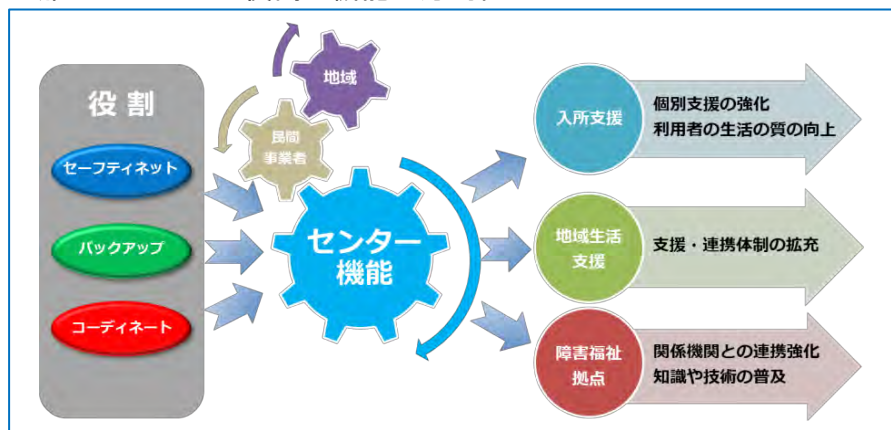 役割
セーフティネット
バックアップ
コーディネート
地域
民間
事業者
センター
機能
入所支援
個別支援の強化
利用者の生活の質の向上
地域生活
支援
支援・連携体制の拡充
障害福祉
拠点
関係機関との連携強化
知識や技術の普及